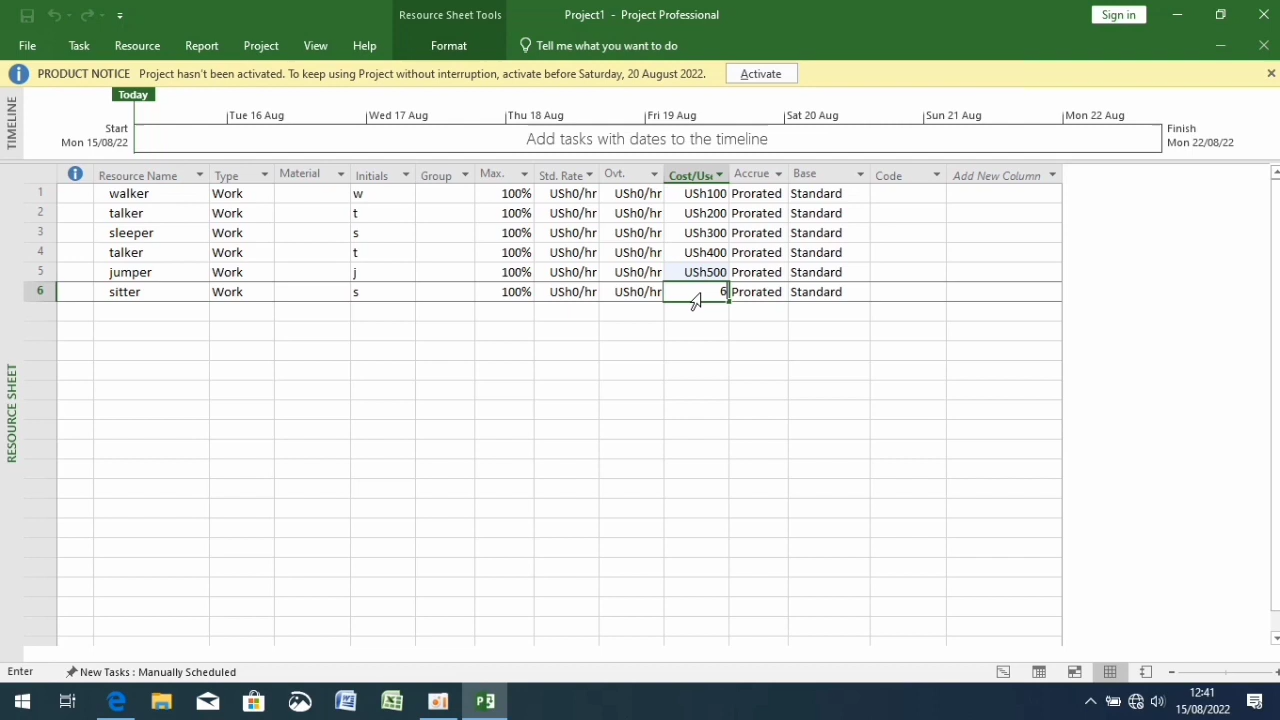 Resource Sheet Tools
Project1 - Project Professional
Sign in
File Task Resource Report Project View Help Format Tell me what you want to do
PRODUCT NOTICE Project hasn't been activated. To keep using Project without interruption, activate before Saturday, 20 August 2022. Activate
Today
Tue 16 Aug Wed 17 Aug Thu 18 Aug Fri 19 Aug Sat 20 Aug Sun 21 Aug Mon 22 Aug
TIMELINE
Start
Mon 15/08/22
Add tasks with dates to the timeline
Finish
Mon 22/08/22
Resource Name Type Material Initials Group Max. Std. Rate Ovt. Cost/Use Accrue Base Code Add New Column
1 walker Work w 100% USh0/hr USh0/hr USh100 Prorated Standard
2 talker Work t 100% USh0/hr USh0/hr USh200 Prorated Standard
3 sleeper Work s 100% USh0/hr USh0/hr USh300 Prorated Standard
4 talker Work t 100% USh0/hr USh0/hr USh400 Prorated Standard
5 jumper Work j 100% USh0/hr USh0/hr USh500 Prorated Standard
6 sitter Work s 100% USh0/hr USh0/hr 6 Prorated Standard
RESOURCE SHEET
Enter New Tasks : Manually Scheduled
12:41
15/08/2022